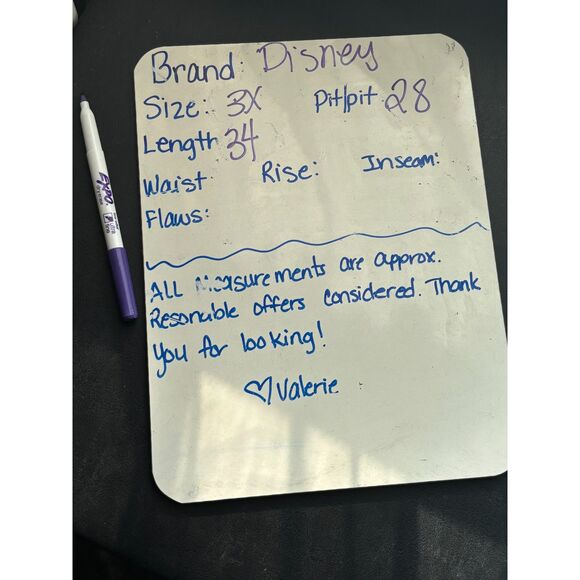 Brand: Disney
Size: 3X Pit/pit 28
Length 34
Waist Rise: Inseam:
Flaws:
ALL Measurements are approx.
Resonable offers considered. Thank
you for looking!
♡ Valerie
EXPO